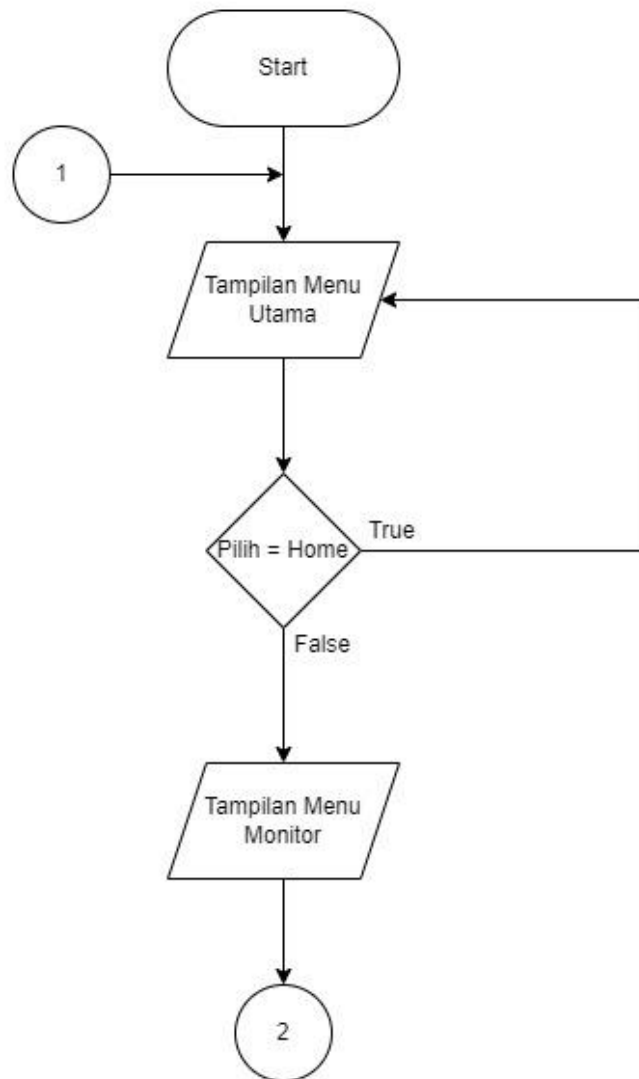 Start
1
Tampilan Menu
Utama
Pilih = Home
True
False
Tampilan Menu
Monitor
2